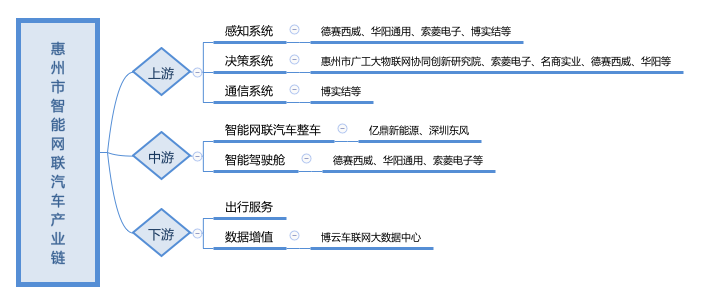 惠州市智能网联汽车产业链
上游
感知系统
德赛西威、华阳通用、索菱电子、博实结等
决策系统
惠州市广工大物联网协同创新研究院、索菱电子、名商实业、德赛西威、华阳等
通信系统
博实结等
中游
智能网联汽车整车
亿鼎新能源、深圳东风
智能驾驶舱
德赛西威、华阳通用、索菱电子等
下游
出行服务
数据增值
博云车联网大数据中心